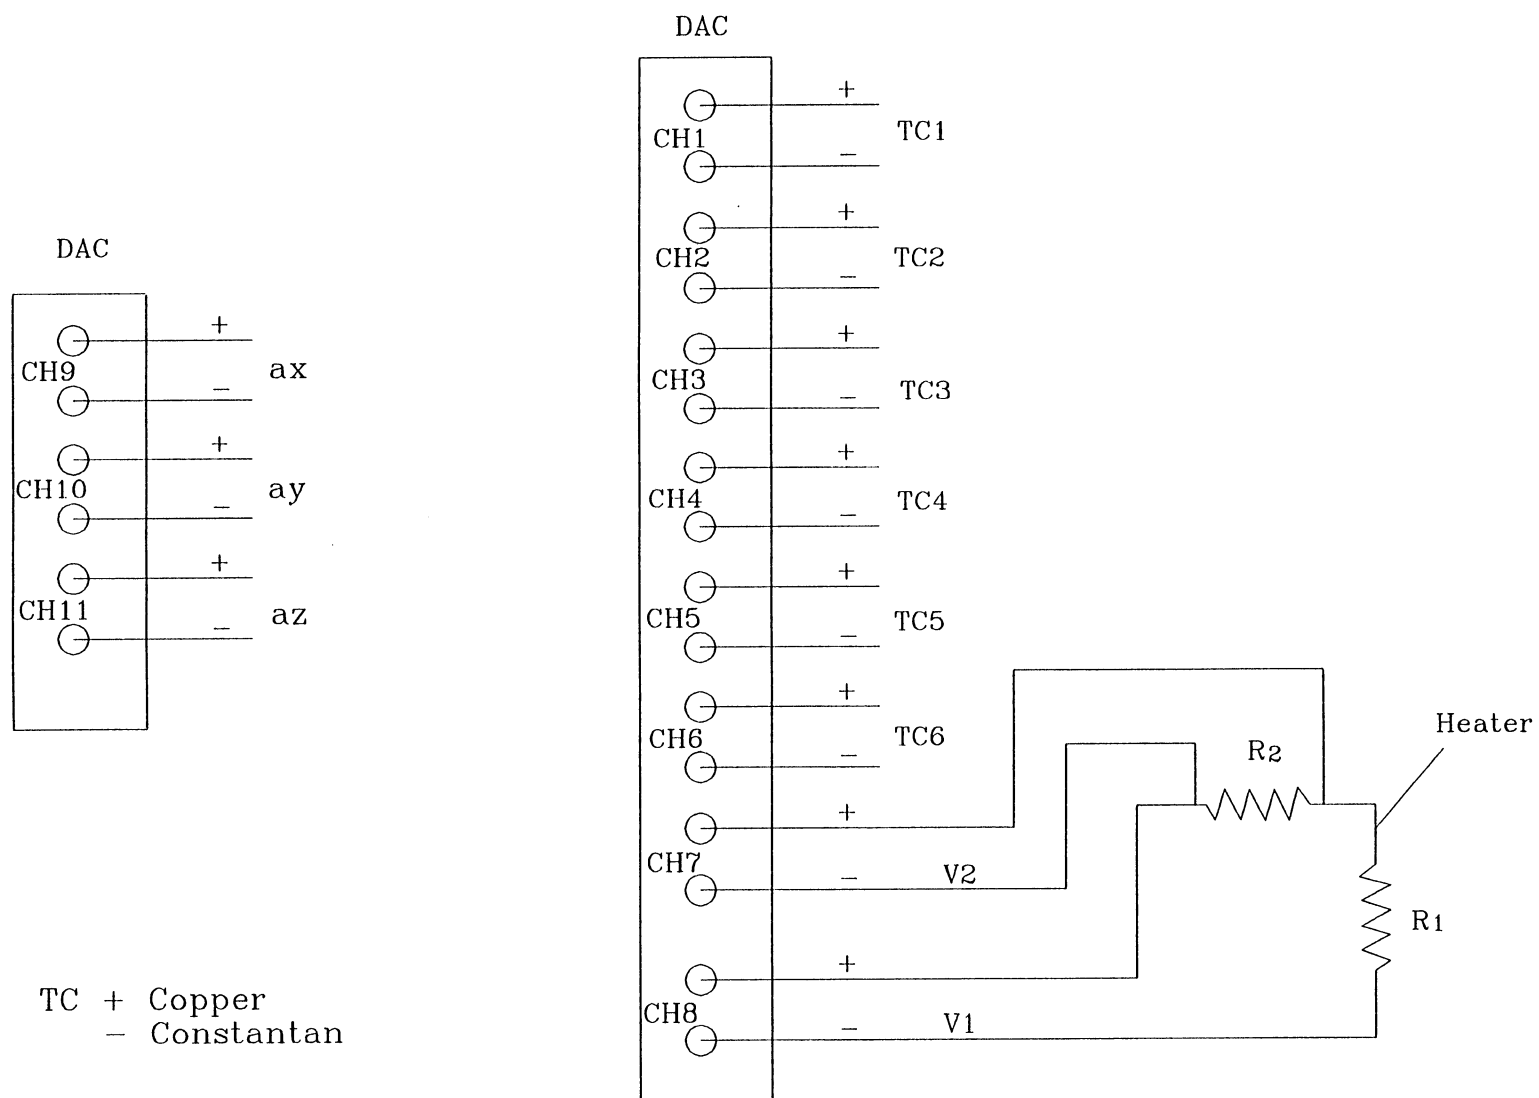 DAC
CH9
+
-
ax
CH10
+
-
ay
CH11
+
-
az
DAC
CH1
+
-
TC1
CH2
+
-
TC2
CH3
+
-
TC3
CH4
+
-
TC4
CH5
+
-
TC5
CH6
+
-
TC6
CH7
+
-
V2
CH8
+
-
V1
R2
Heater
R1
TC + Copper
- Constantan